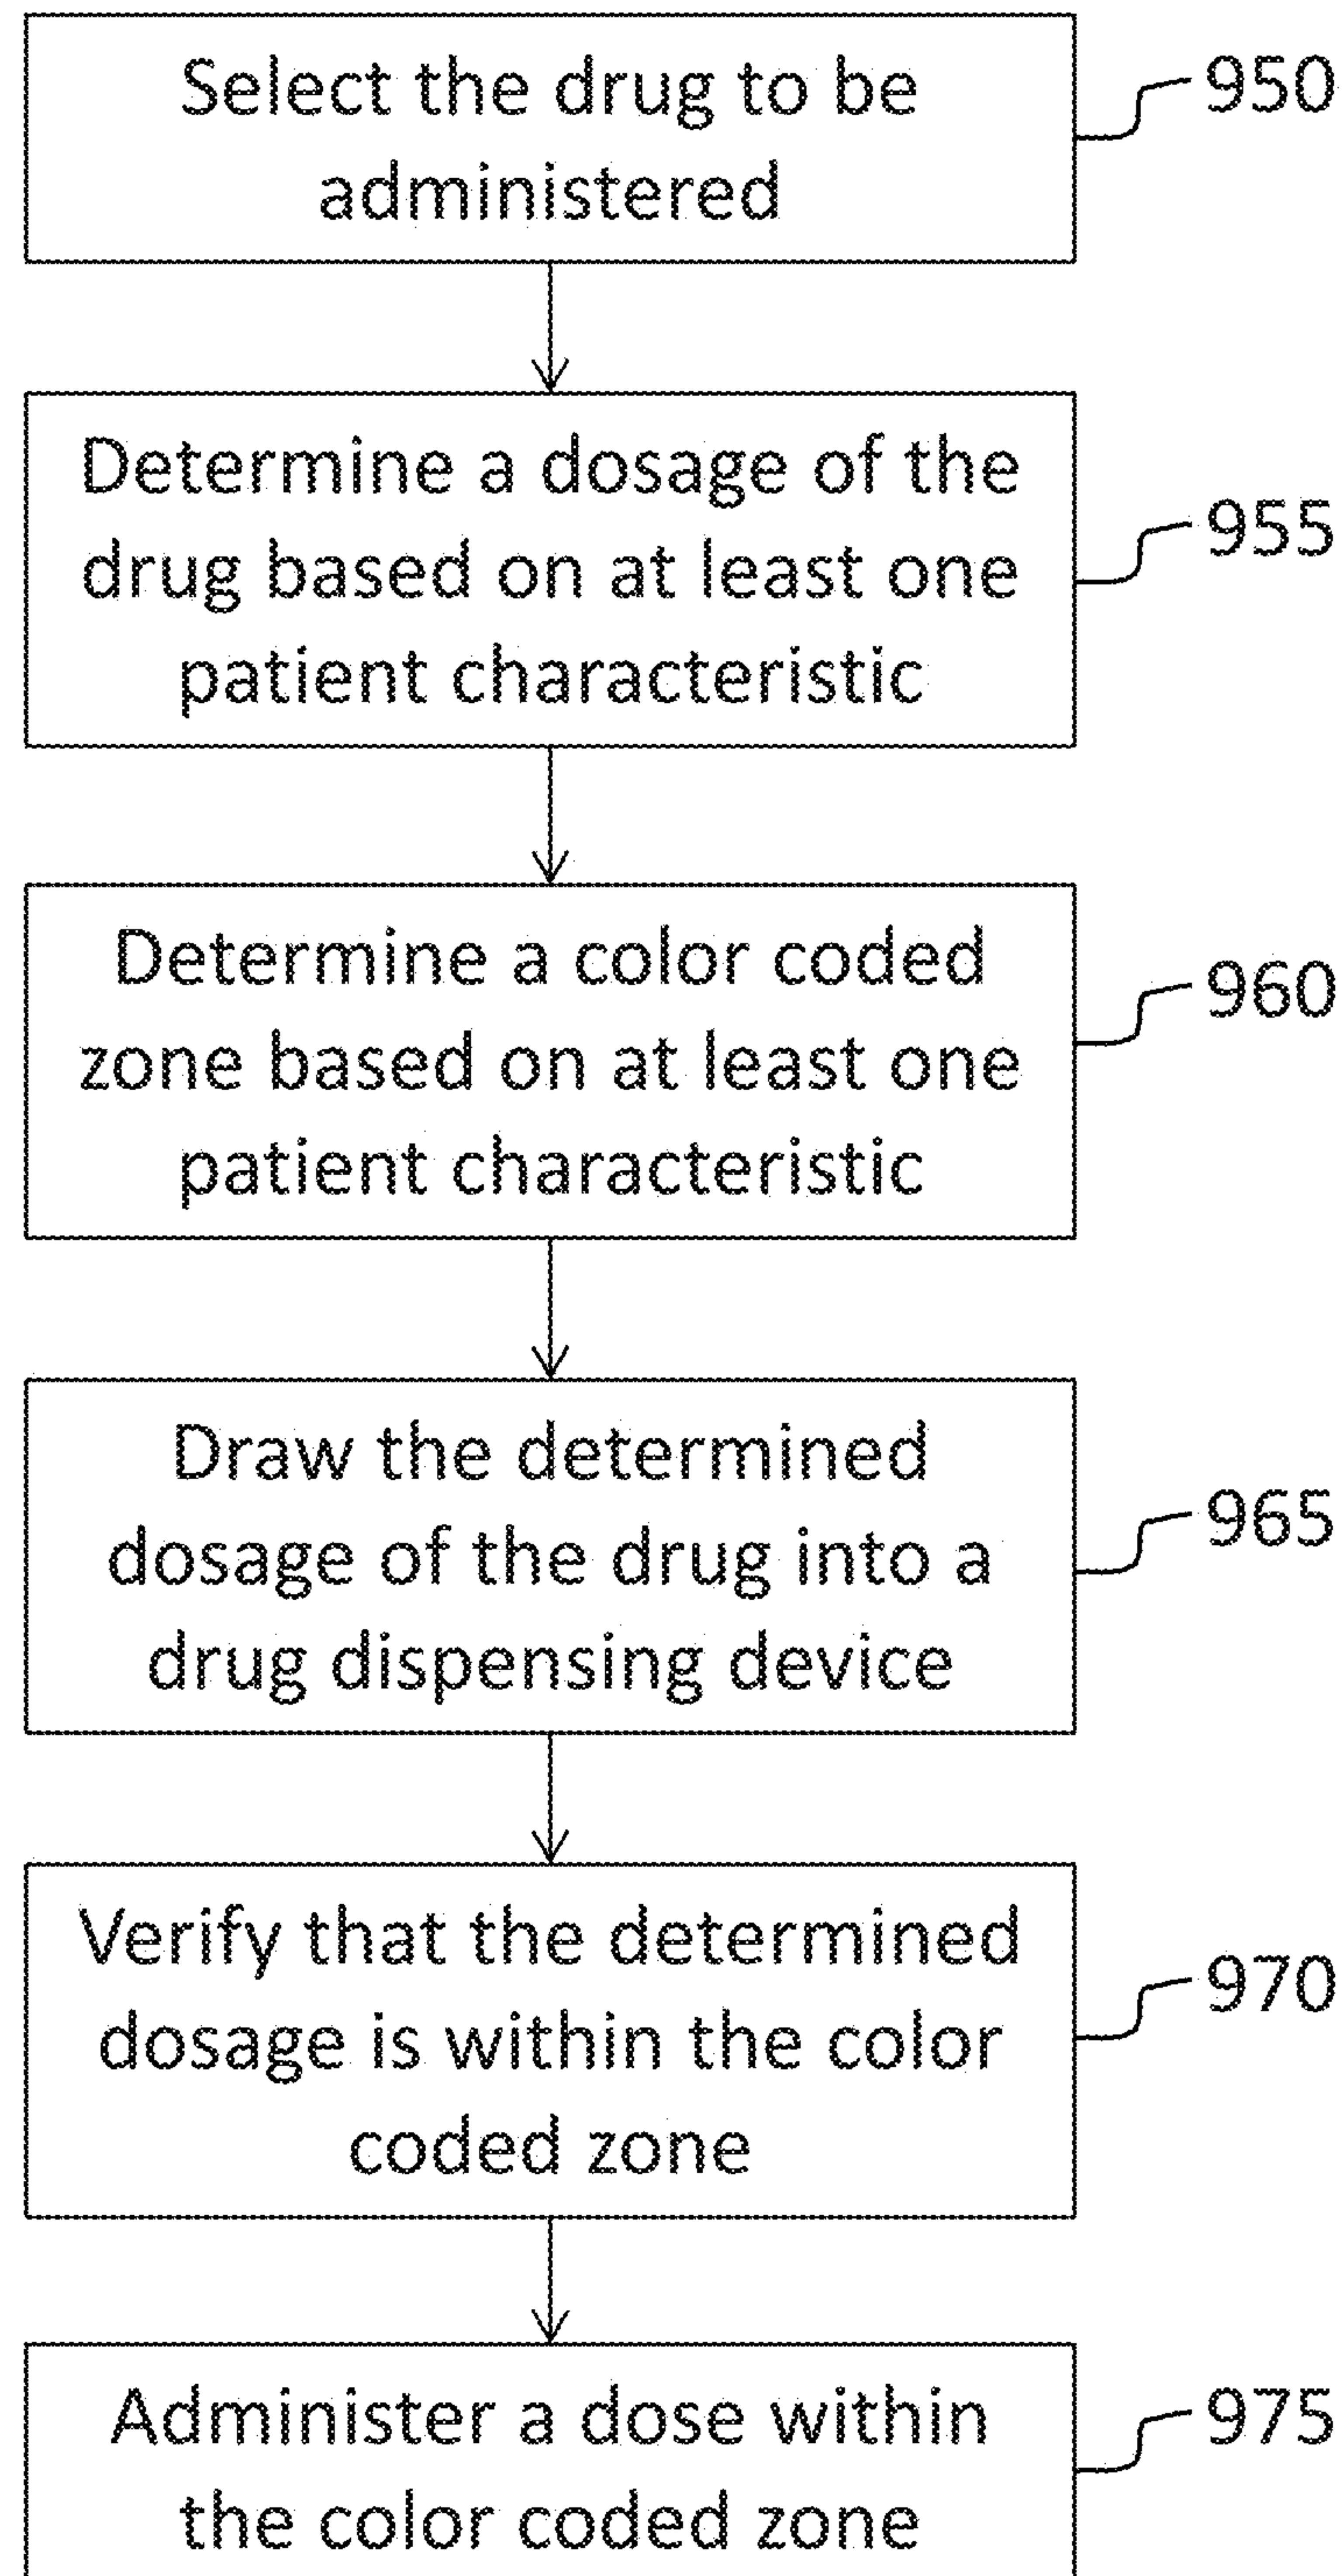 Select the drug to be
administered
950
Determine a dosage of the
drug based on at least one
patient characteristic
955
Determine a color coded
zone based on at least one
patient characteristic
960
Draw the determined
dosage of the drug into a
drug dispensing device
965
Verify that the determined
dosage is within the color
coded zone
970
Administer a dose within
the color coded zone
975